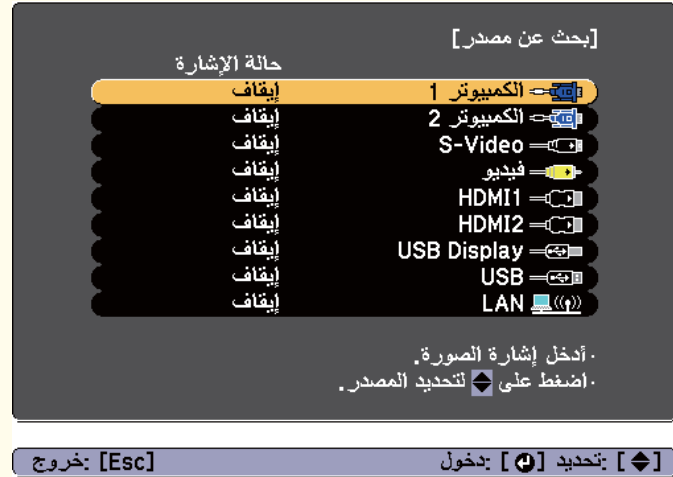 [بحث عن مصدر]
حالة الإشارة
الكمبيوتر 1 إيقاف
الكمبيوتر 2 إيقاف
S-Video إيقاف
فيديو إيقاف
HDMI1 إيقاف
HDMI2 إيقاف
USB Display إيقاف
USB إيقاف
LAN إيقاف
·أدخل إشارة الصورة.
·اضغط على لتحديد المصدر.
[ ] :تحديد [ ] :دخول [Esc] :خروج